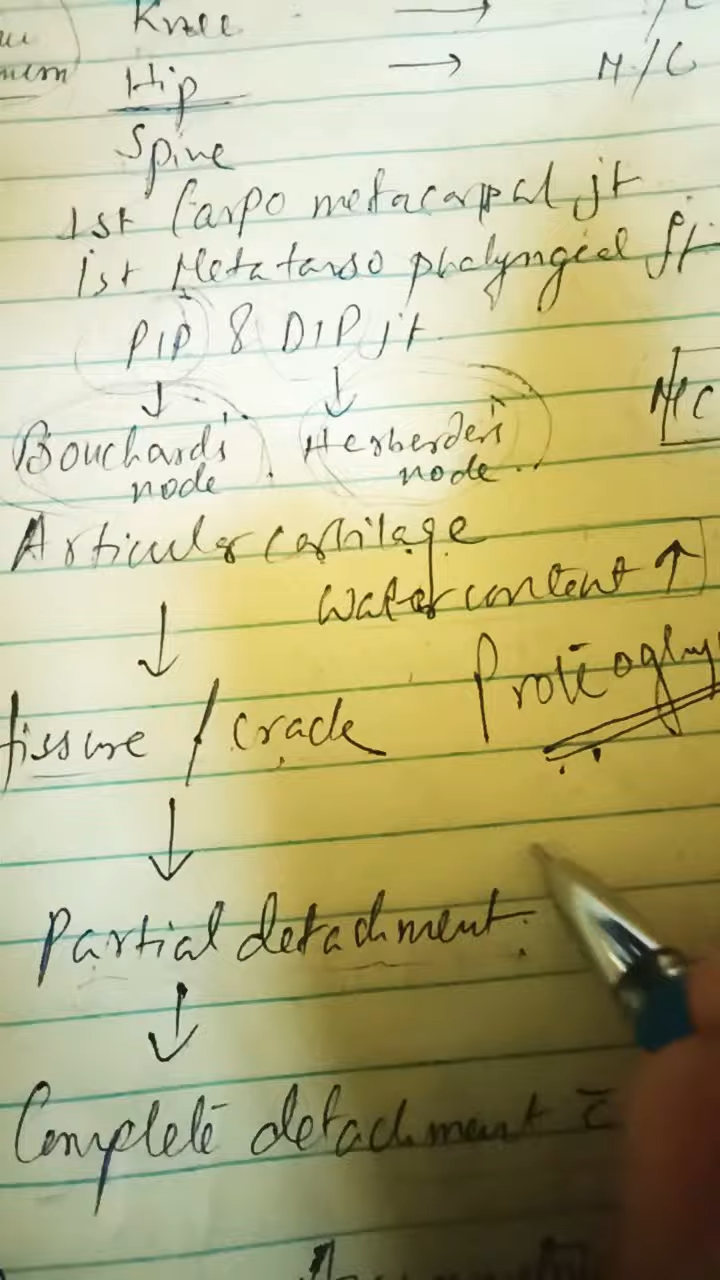 Knee →
Hip → M/C
Spine
1st Carpo metacarpal jt
1st Metatarso phalyngeal jt
PIP & DIP jt
↓ ↓
Bouchard's Herberden's
node node
Articular cartilage
Water content ↑
↓
fissure / crack
Proteogly
↓
Partial detachment
↓
Complete detachment c̄